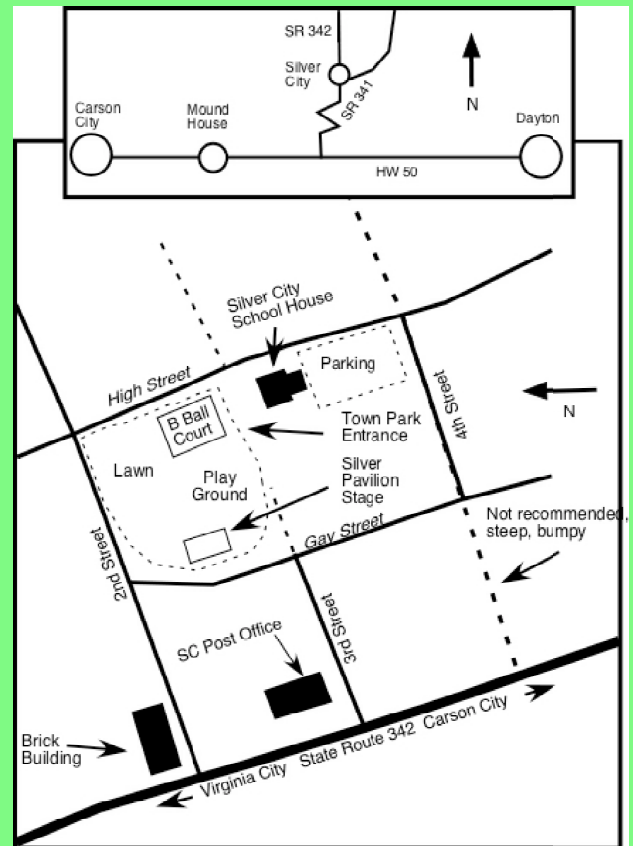 SR 342
Silver
City
SR 341
N
Carson
City
Mound
House
Dayton
HW 50
Silver City
School House
High Street
Parking
B Ball
Court
Town Park
Entrance
4th Street
N
Lawn
Play
Ground
Silver
Pavilion
Stage
Gay Street
Not recommended,
steep, bumpy
2nd Street
3rd Street
SC Post Office
Brick
Building
Virginia City State Route 342 Carson City